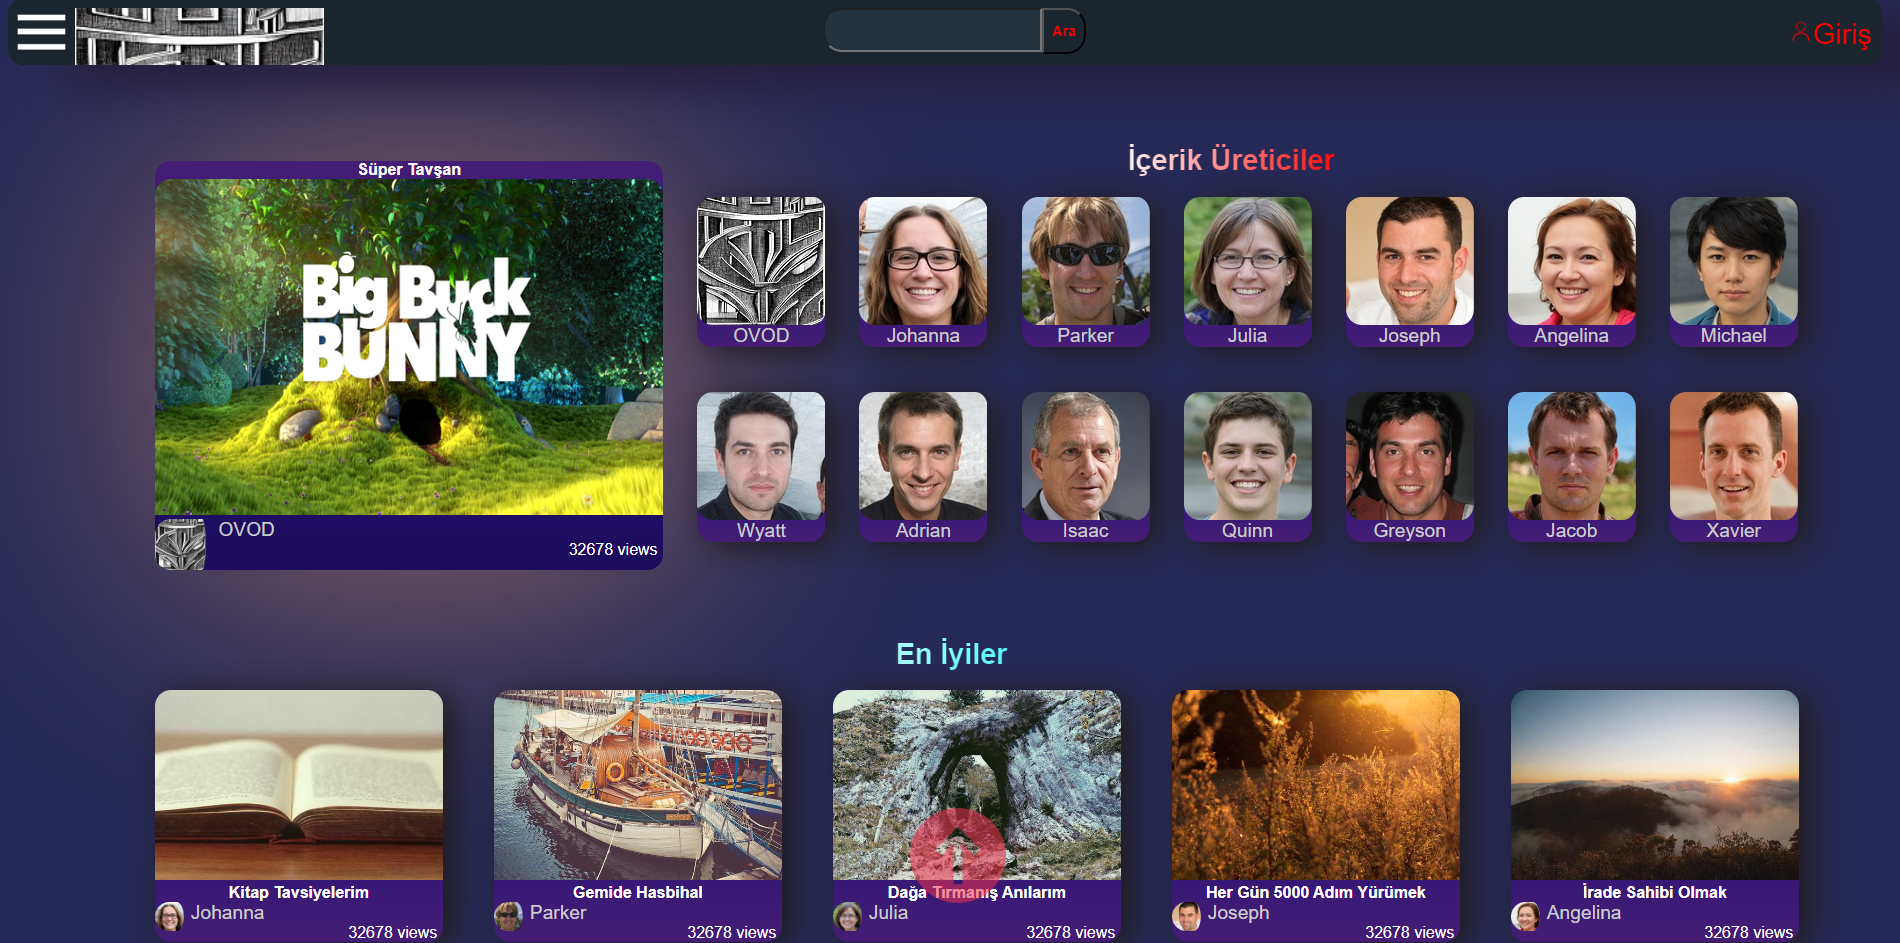 Ara
Giriş
Süper Tavşan
Big Buck
BUNNY
OVOD
32678 views
İçerik Üreticiler
OVOD
Johanna
Parker
Julia
Joseph
Angelina
Michael
Wyatt
Adrian
Isaac
Quinn
Greyson
Jacob
Xavier
En İyiler
Kitap Tavsiyelerim
Johanna
32678 views
Gemide Hasbihal
Parker
32678 views
Dağa Tırmanış Anılarım
Julia
32678 views
Her Gün 5000 Adım Yürümek
Joseph
32678 views
İrade Sahibi Olmak
Angelina
32678 views